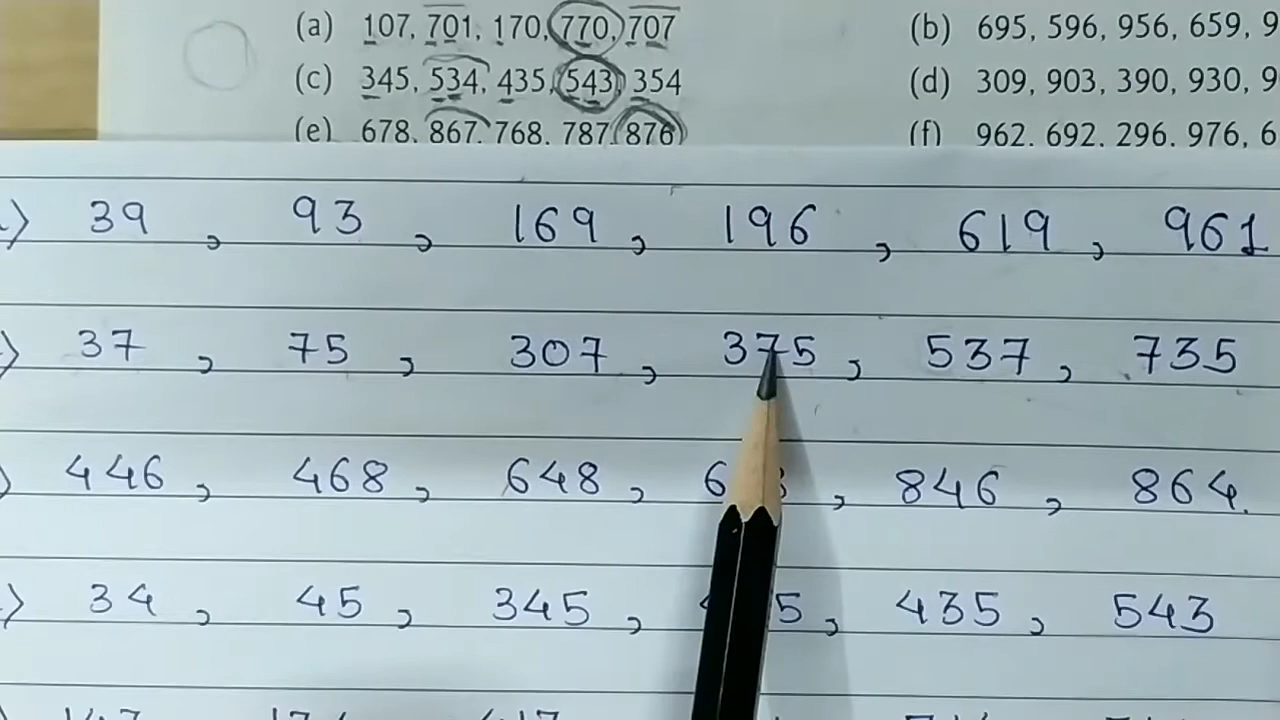 (a) 107, 701, 170, 770, 707 (b) 695, 596, 956, 659, 9
(c) 345, 534, 435, 543, 354 (d) 309, 903, 390, 930, 9
(e) 678, 867, 768, 787, 876 (f) 962, 692, 296, 976, 6
) 39, 93, 169, 196, 619, 961
) 37, 75, 307, 375, 537, 735
) 446, 468, 648, 846, 864.
) 34, 45, 345, 435, 543